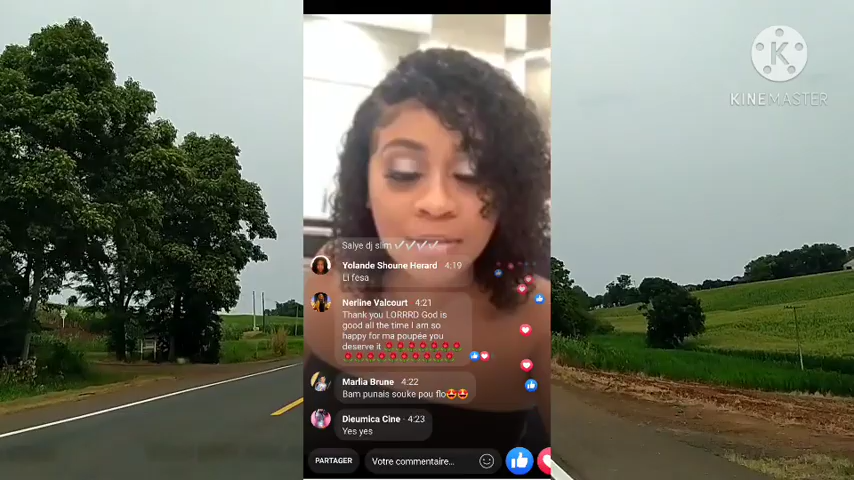 K
KINEMASTER
Salye dj slim ✓✓✓✓
Yolande Shoune Herard 4:19
Li fesa
Nerline Valcourt 4:21
Thank you LORRRD God is
good all the time I am so
happy for ma poupée you
deserve it
Marlia Brune 4:22
Bam punais souke pou flo🤩🤩
Dieumica Cine · 4:23
Yes yes
PARTAGER
Votre commentaire...